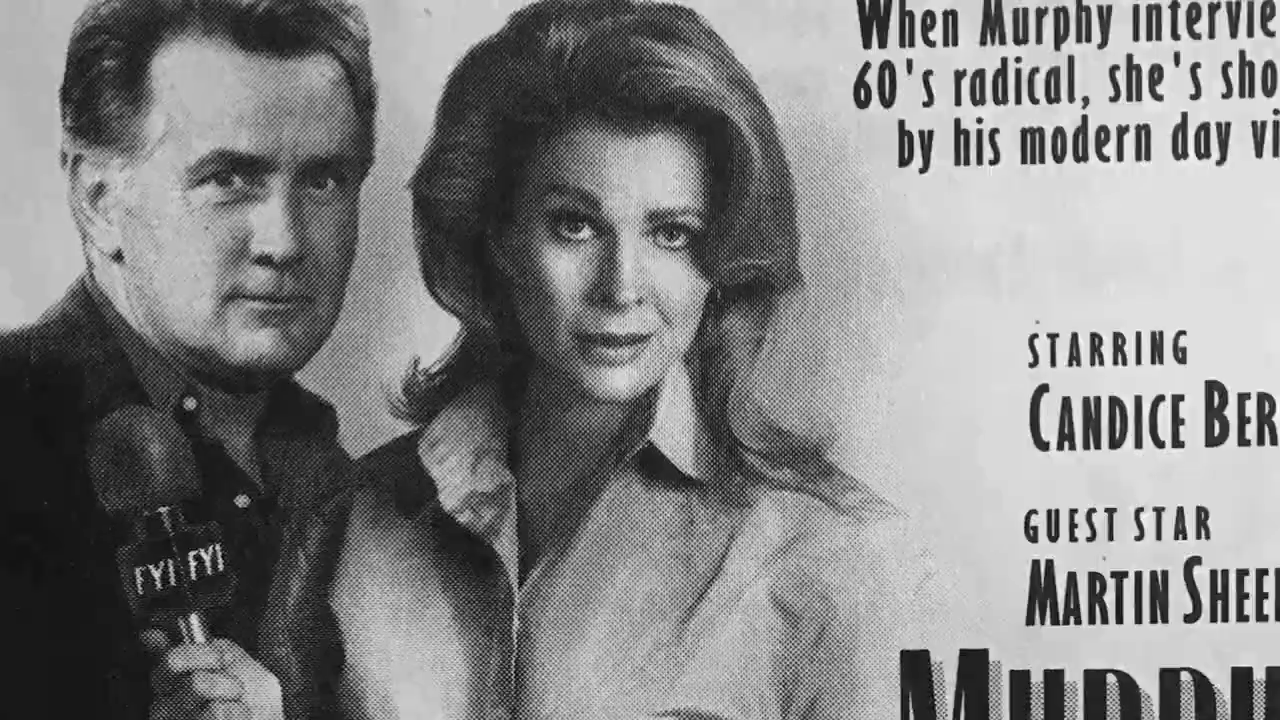 When Murphy intervie
60's radical, she's sho
by his modern day vi
STARRING
CANDICE BER
GUEST STAR
MARTIN SHEE
FYI FYI
MURPH